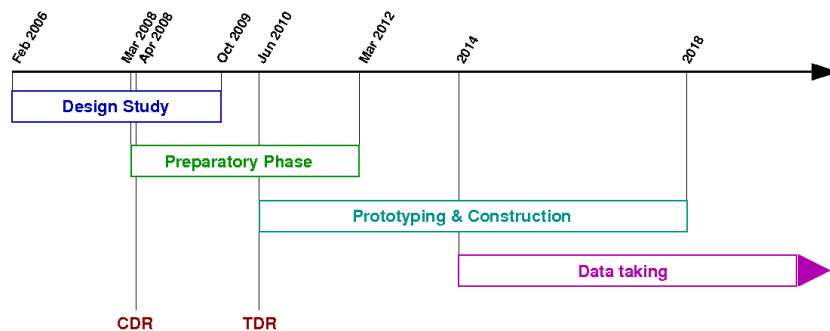 Feb 2006
Mar 2008
Apr 2008
Oct 2009
Jun 2010
Mar 2012
2014
2018
Design Study
Preparatory Phase
Prototyping & Construction
Data taking
CDR
TDR